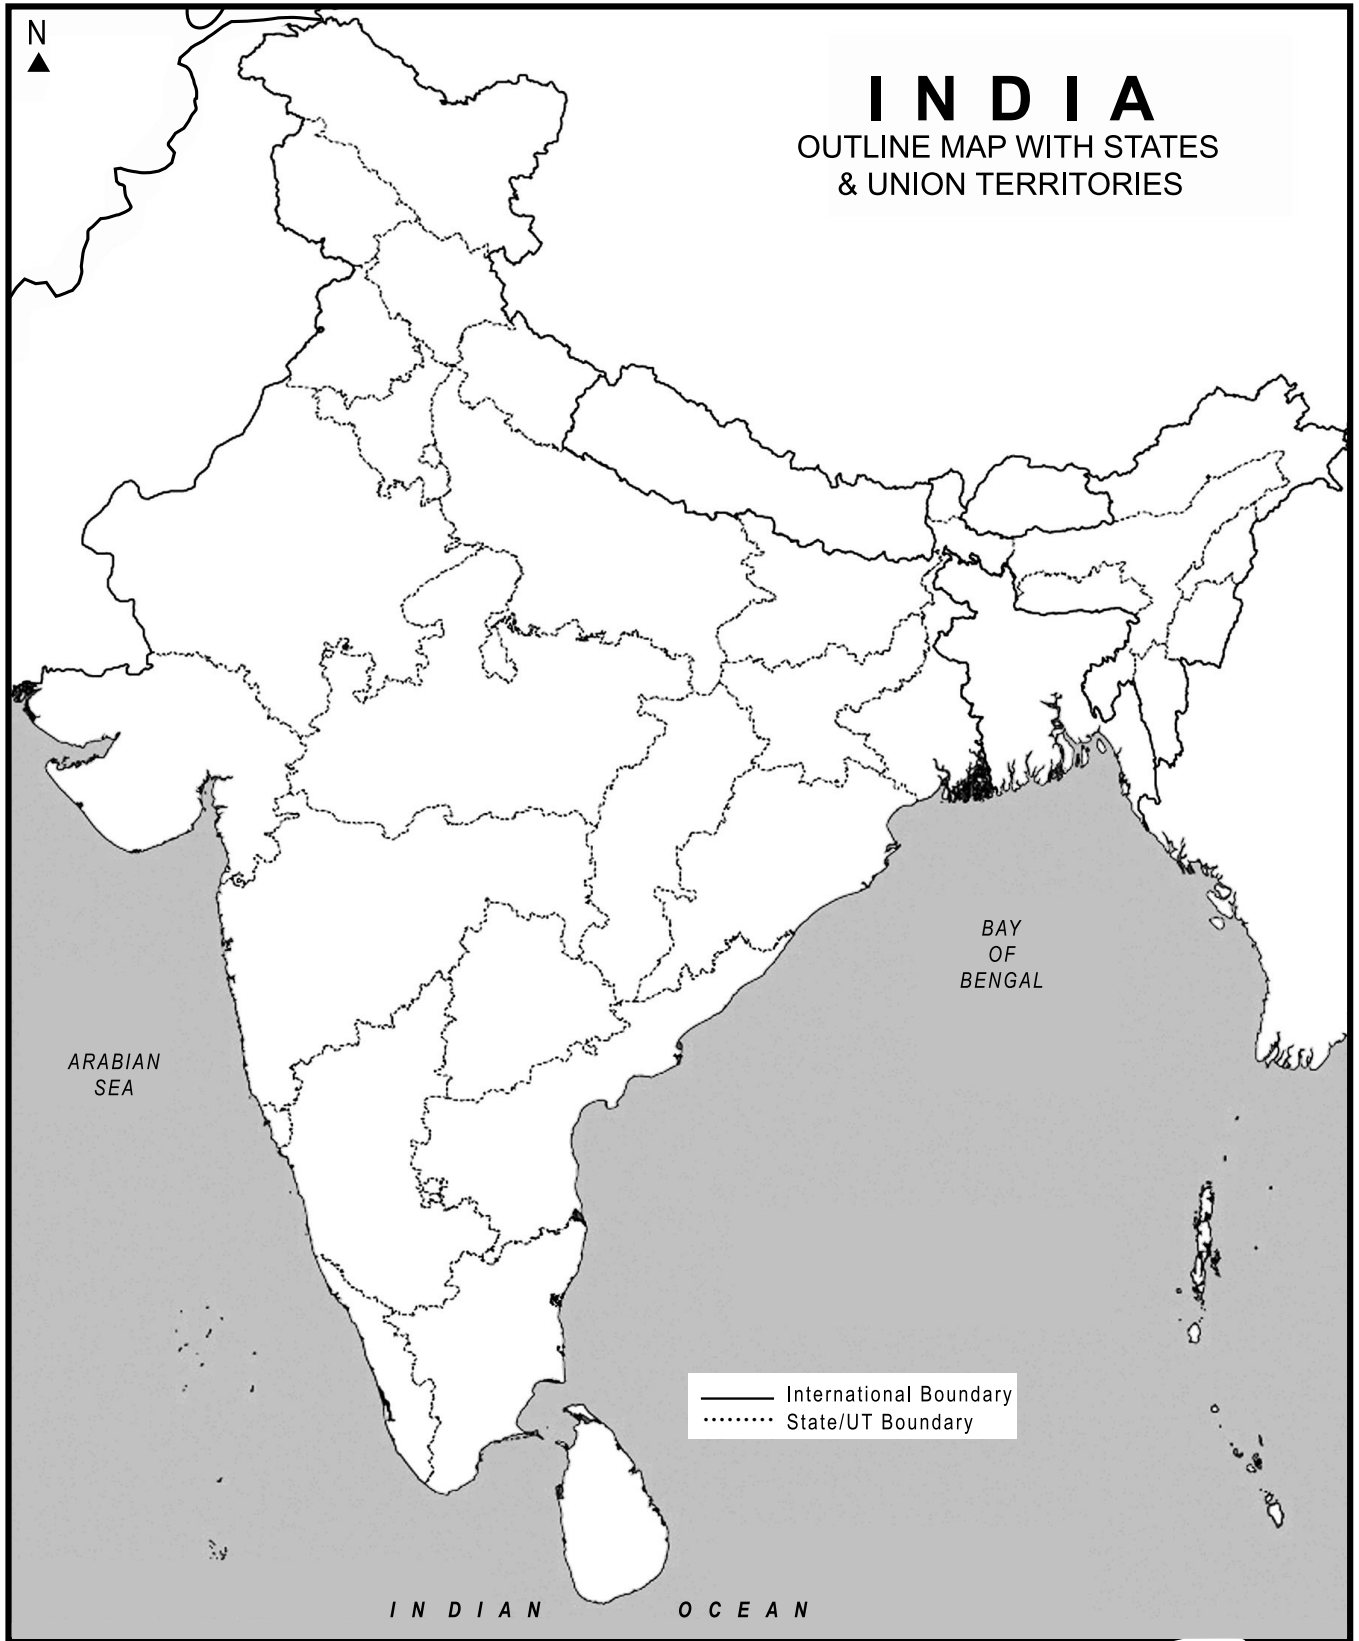 N
INDIA
OUTLINE MAP WITH STATES
& UNION TERRITORIES
BAY
OF
BENGAL
ARABIAN
SEA
International Boundary
State/UT Boundary
INDIAN OCEAN